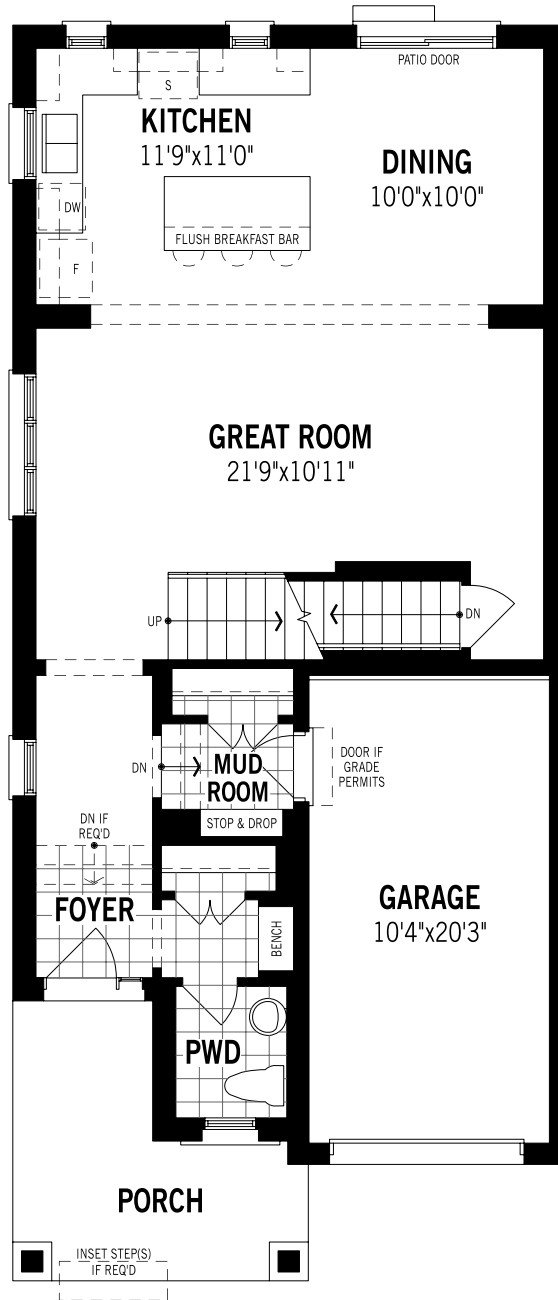 PATIO DOOR
S
KITCHEN
11'9"x11'0"
DINING
10'0"x10'0"
DW
FLUSH BREAKFAST BAR
F
GREAT ROOM
21'9"x10'11"
UP
DN
DN
MUD
ROOM
DOOR IF
GRADE
PERMITS
STOP & DROP
DN IF
REQ'D
FOYER
BENCH
GARAGE
10'4"x20'3"
PWD
PORCH
INSET STEP(S)
IF REQ'D